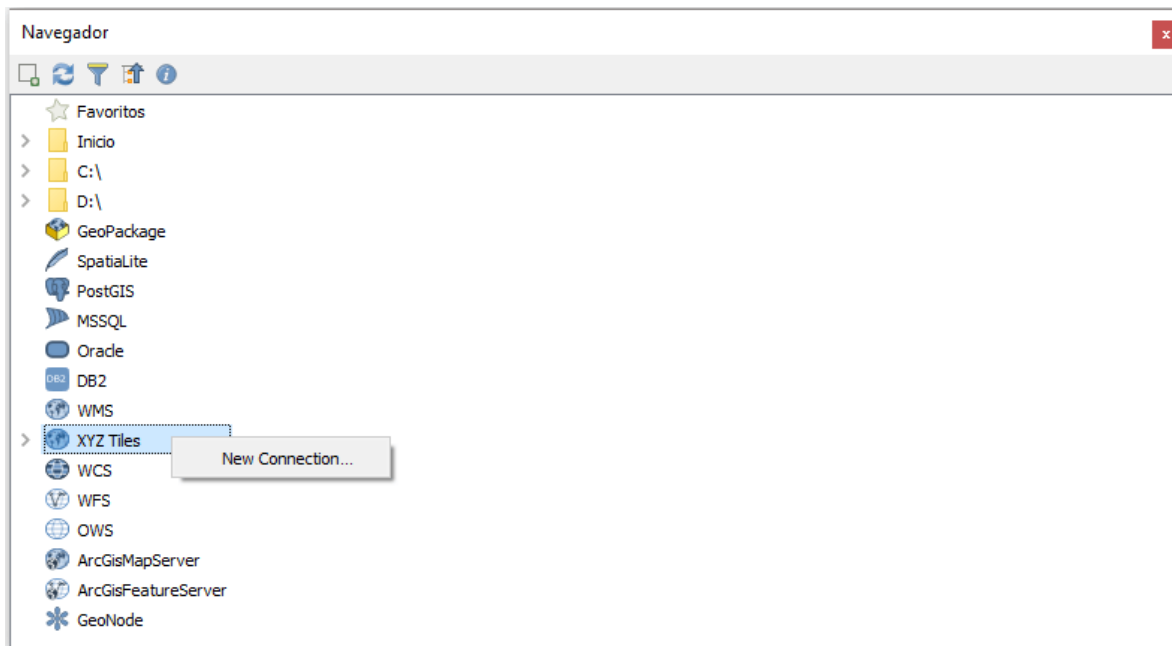 Navegador
x
Favoritos
Inicio
C:\
D:\
GeoPackage
SpatiaLite
PostGIS
MSSQL
Oracle
DB2 DB2
WMS
XYZ Tiles
New Connection...
WCS
WFS
OWS
ArcGisMapServer
ArcGisFeatureServer
GeoNode